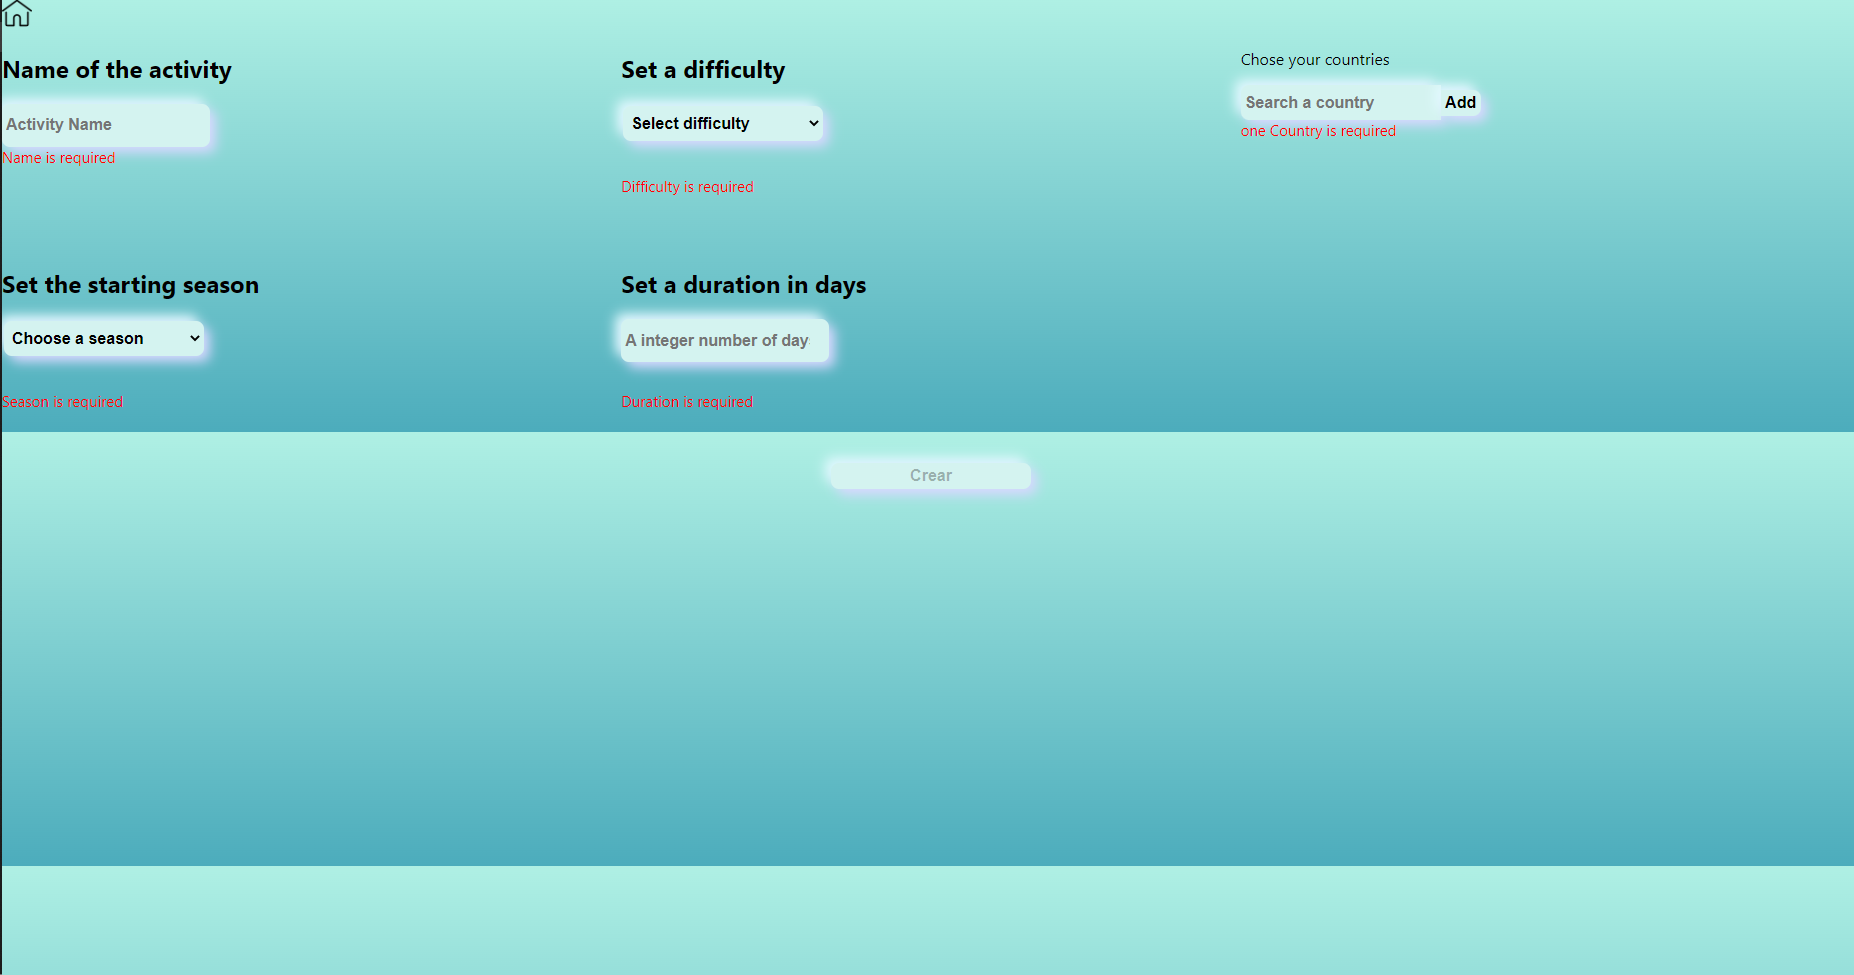 Name of the activity
Activity Name
Name is required
Set a difficulty
Select difficulty
Difficulty is required
Chose your countries
Search a country
Add
one Country is required
Set the starting season
Choose a season
Season is required
Set a duration in days
A integer number of day
Duration is required
Crear